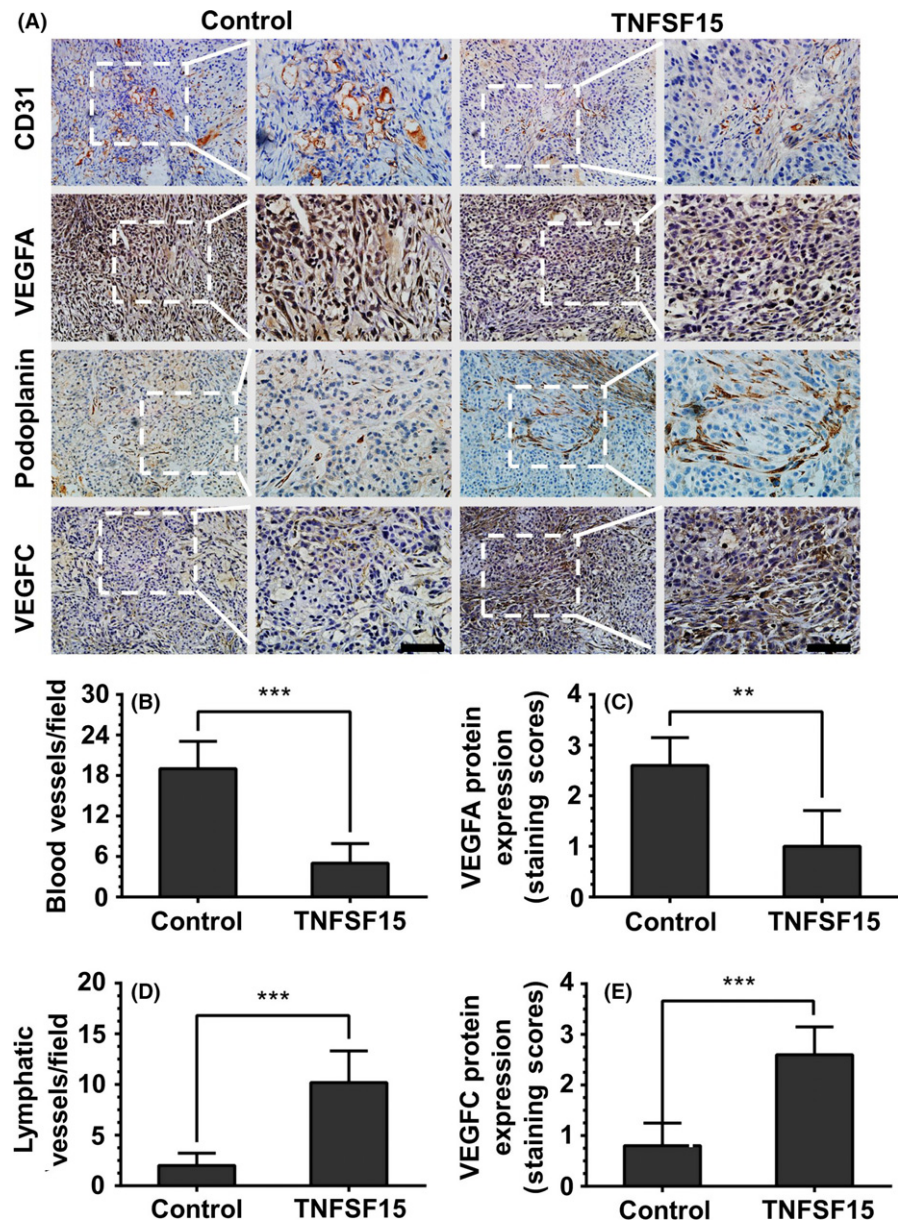 (A) Control TNFSF15
CD31
VEGFA
Podoplanin
VEGFC
(B)
***
Blood vessels/field
30
24
18
12
6
0
Control TNFSF15
(C)
**
VEGFA protein
expression
(staining scores)
4
3
2
1
0
Control TNFSF15
(D)
***
Lymphatic
vessels/field
20
15
10
5
0
Control TNFSF15
(E)
***
VEGFC protein
expression
(staining scores)
4
3
2
1
0
Control TNFSF15